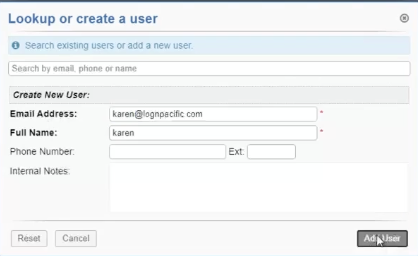 Lookup or create a user
Search existing users or add a new user.
Search by email, phone or name
Create New User:
Email Address: karen@lognpacific.com *
Full Name: karen *
Phone Number: Ext:
Internal Notes:
Reset Cancel Add User